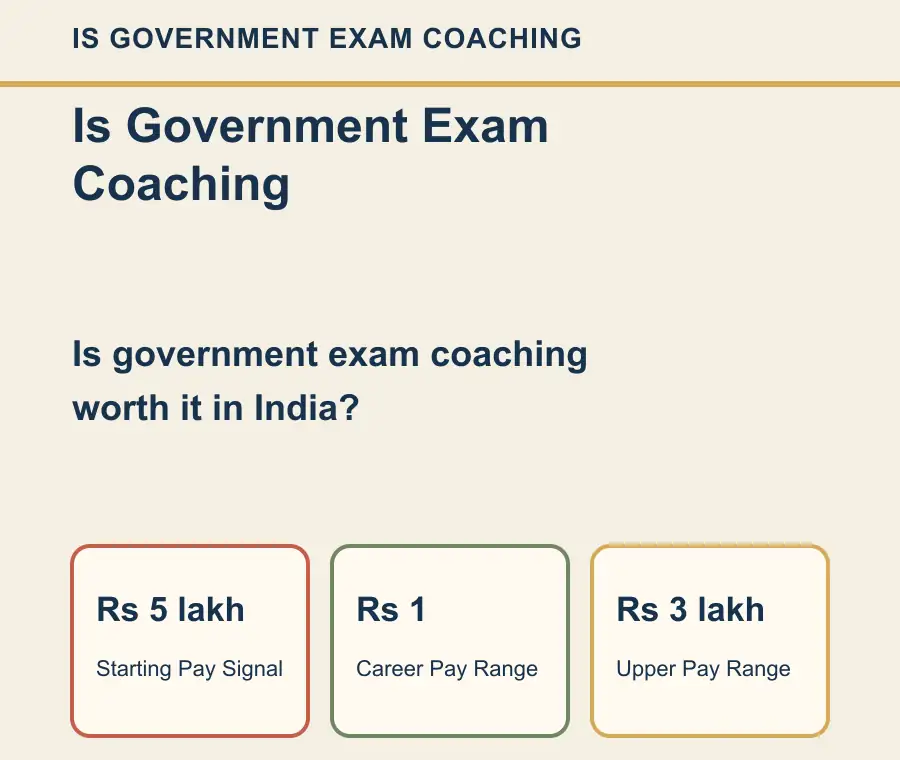 IS GOVERNMENT EXAM COACHING
Is Government Exam
Coaching
Is government exam coaching
worth it in India?
Rs 5 lakh
Starting Pay Signal
Rs 1
Career Pay Range
Rs 3 lakh
Upper Pay Range